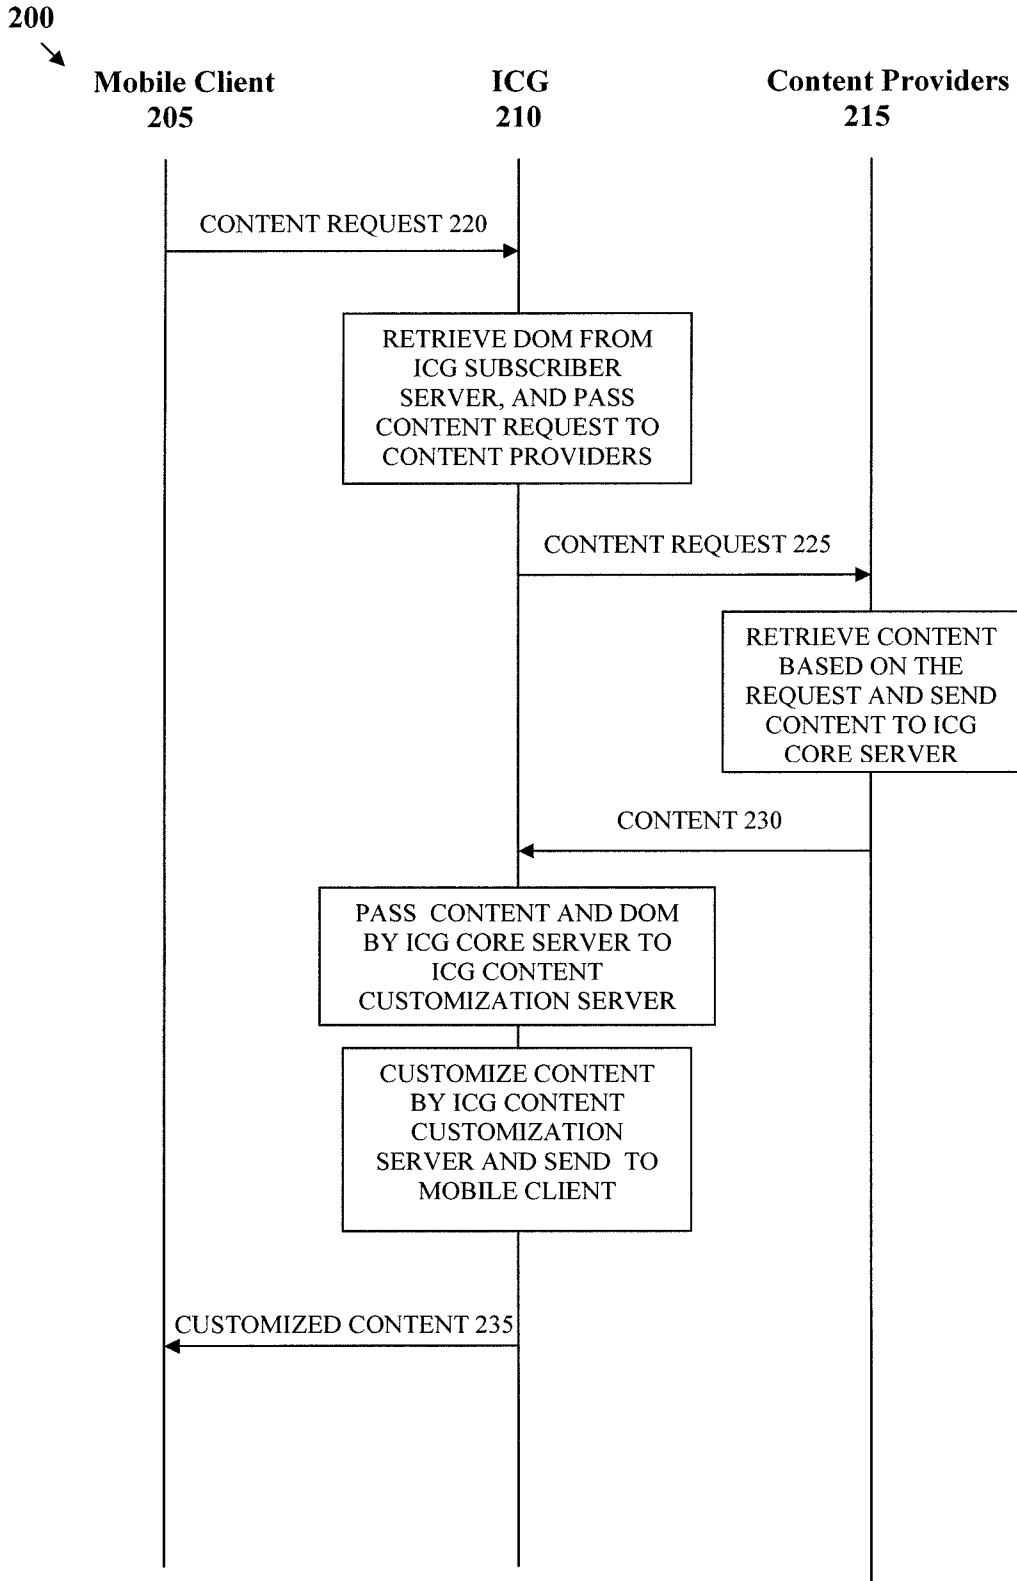 200
Mobile Client
205
ICG
210
Content Providers
215
CONTENT REQUEST 220
RETRIEVE DOM FROM
ICG SUBSCRIBER
SERVER, AND PASS
CONTENT REQUEST TO
CONTENT PROVIDERS
CONTENT REQUEST 225
RETRIEVE CONTENT
BASED ON THE
REQUEST AND SEND
CONTENT TO ICG
CORE SERVER
CONTENT 230
PASS CONTENT AND DOM
BY ICG CORE SERVER TO
ICG CONTENT
CUSTOMIZATION SERVER
CUSTOMIZE CONTENT
BY ICG CONTENT
CUSTOMIZATION
SERVER AND SEND TO
MOBILE CLIENT
CUSTOMIZED CONTENT 235